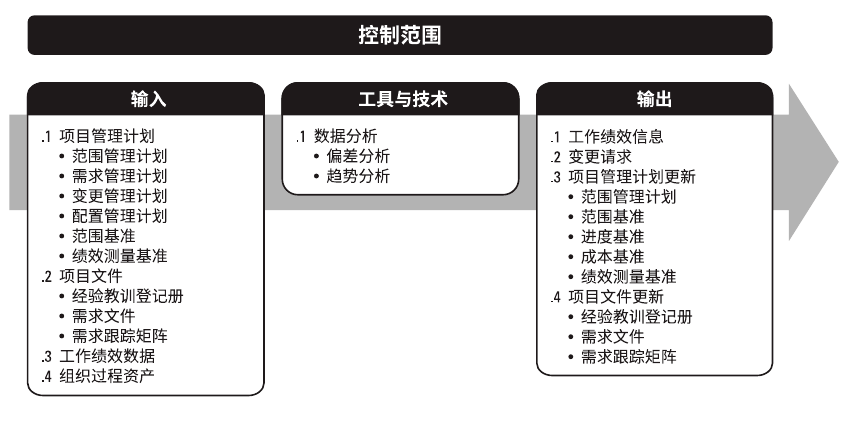 控制范围
输入
.1 项目管理计划
• 范围管理计划
• 需求管理计划
• 变更管理计划
• 配置管理计划
• 范围基准
• 绩效测量基准
.2 项目文件
• 经验教训登记册
• 需求文件
• 需求跟踪矩阵
.3 工作绩效数据
.4 组织过程资产
工具与技术
.1 数据分析
• 偏差分析
• 趋势分析
输出
.1 工作绩效信息
.2 变更请求
.3 项目管理计划更新
• 范围管理计划
• 范围基准
• 进度基准
• 成本基准
• 绩效测量基准
.4 项目文件更新
• 经验教训登记册
• 需求文件
• 需求跟踪矩阵